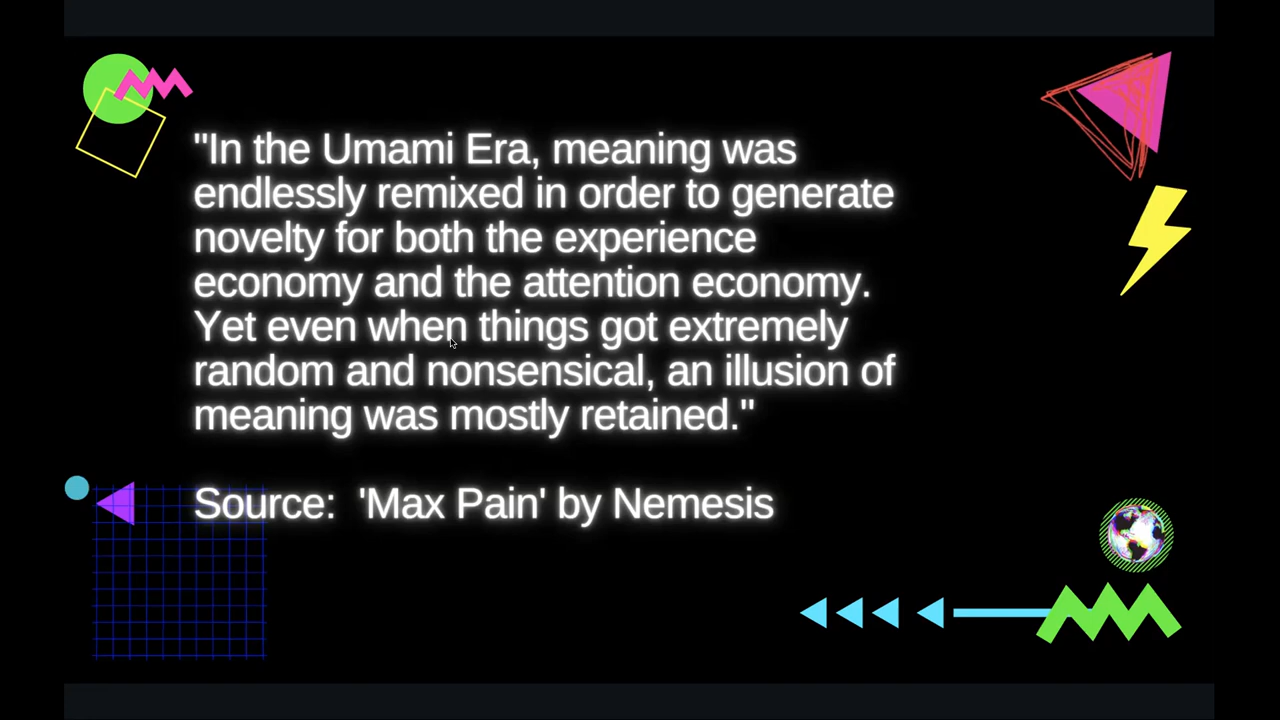 "In the Umami Era, meaning was
endlessly remixed in order to generate
novelty for both the experience
economy and the attention economy.
Yet even when things got extremely
random and nonsensical, an illusion of
meaning was mostly retained."
Source:  'Max Pain' by Nemesis